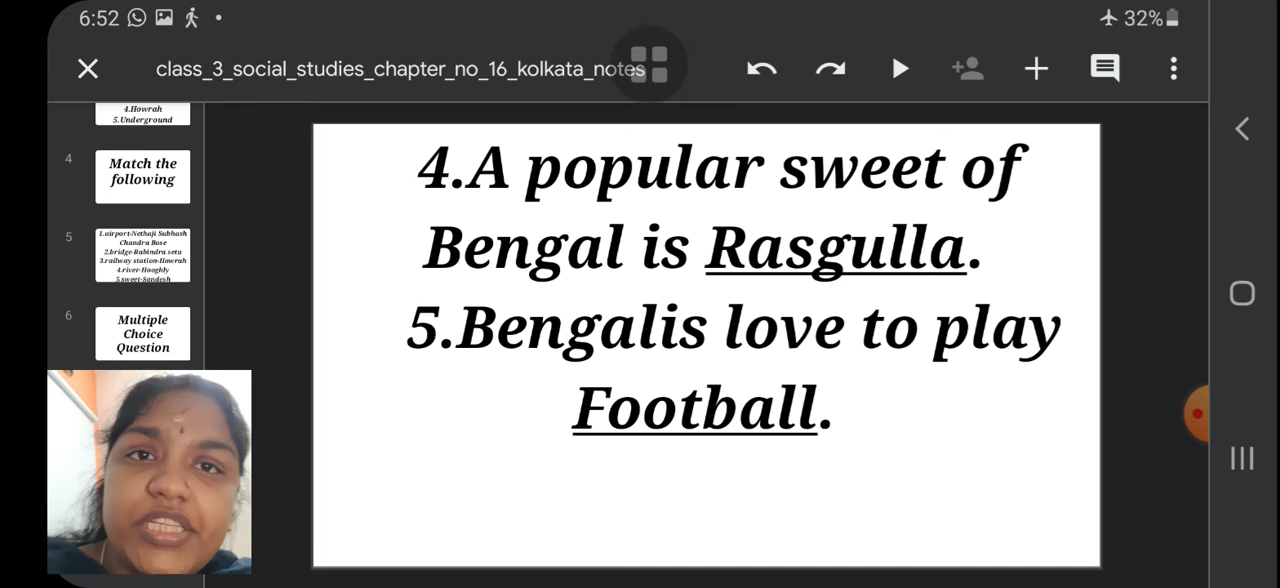 6:52
32%
class_3_social_studies_chapter_no_16_kolkata_notes
4.Howrah
5.Underground
4
Match the
following
5
1.airport-Nethaji Subhash
Chandra Bose
2.bridge-Rabindra setu
3.railway station-Howrah
4.river-Hooghly
5.sweet-Sandesh
6
Multiple
Choice
Question
4.A popular sweet of
Bengal is Rasgulla.
5.Bengalis love to play
Football.